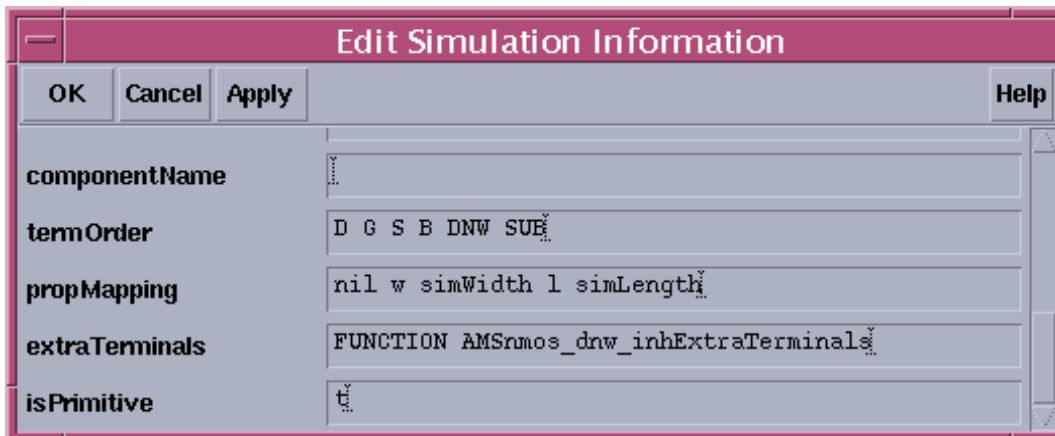 Edit Simulation Information
OK Cancel Apply Help
componentName
termOrder D G S B DNW SUB
propMapping nil w simWidth l simLength
extraTerminals FUNCTION AMSnmos_dnw_inhExtraTerminals
isPrimitive t